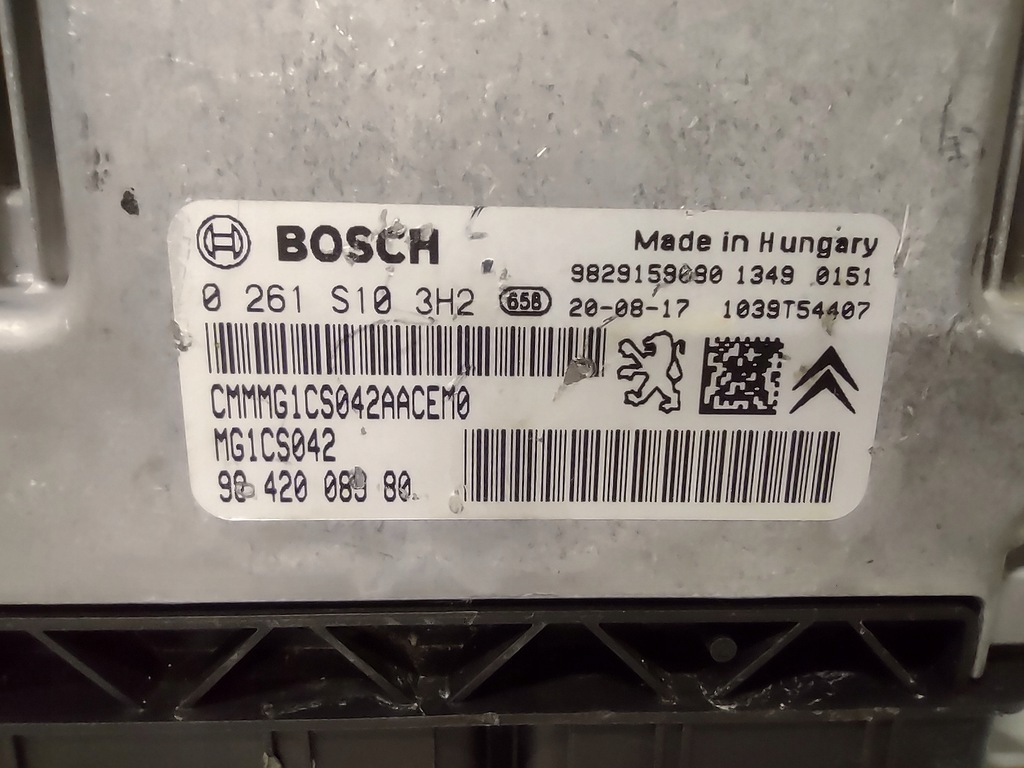 BOSCH
Made in Hungary
9829159090 1349 0151
0 261 S10 3H2 658
20-08-17 1039T54407
CMMMG1CS042AACEM0
MG1CS042
98 420 089 80